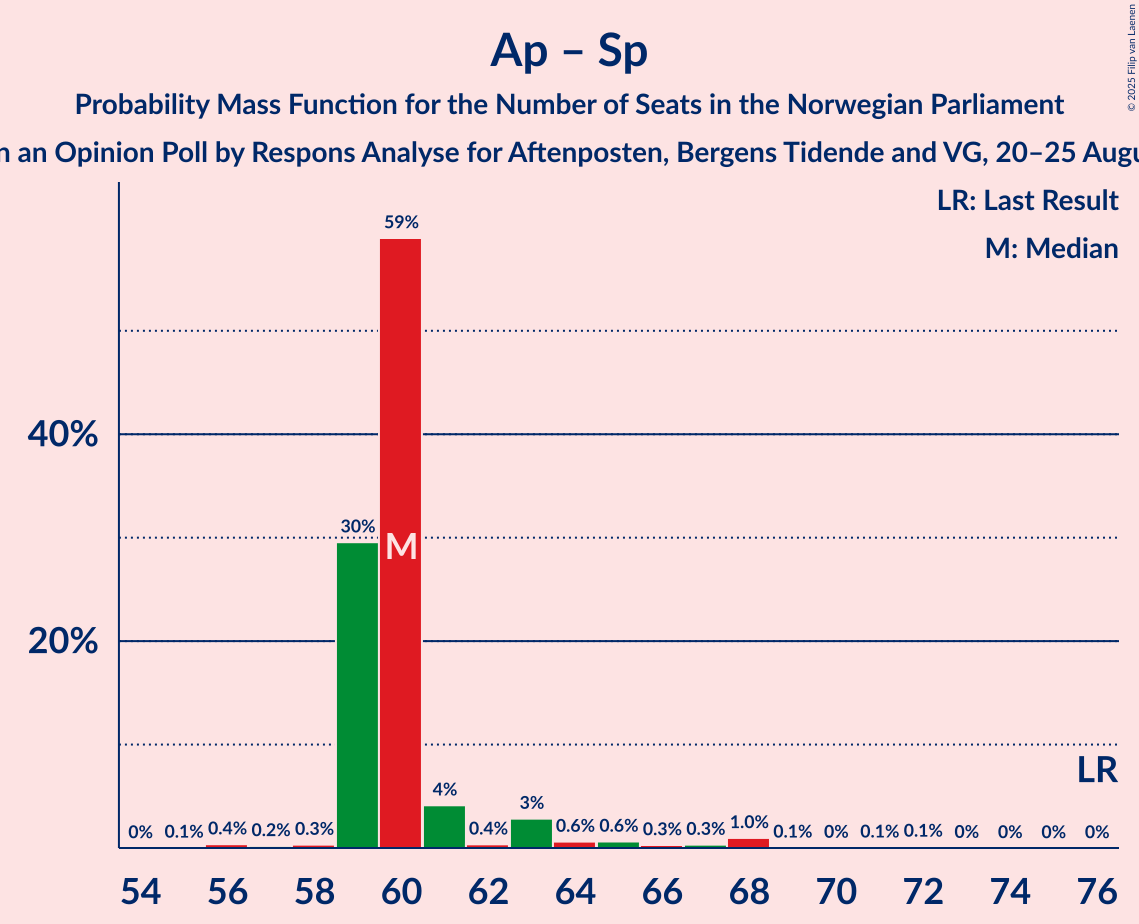 Ap – Sp
Probability Mass Function for the Number of Seats in the Norwegian Parliament
an Opinion Poll by Respons Analyse for Aftenposten, Bergens Tidende and VG, 20–25
© 2025 Filip van Laenen
LR: Last Result
M: Median
59%
40%
30%
M
20%
LR
0% 0.1% 0.4% 0.2% 0.3% 4% 0.4% 3% 0.6% 0.6% 0.3% 0.3% 1.0% 0.1% 0% 0.1% 0.1% 0% 0% 0% 0%
54 56 58 60 62 64 66 68 70 72 74 76